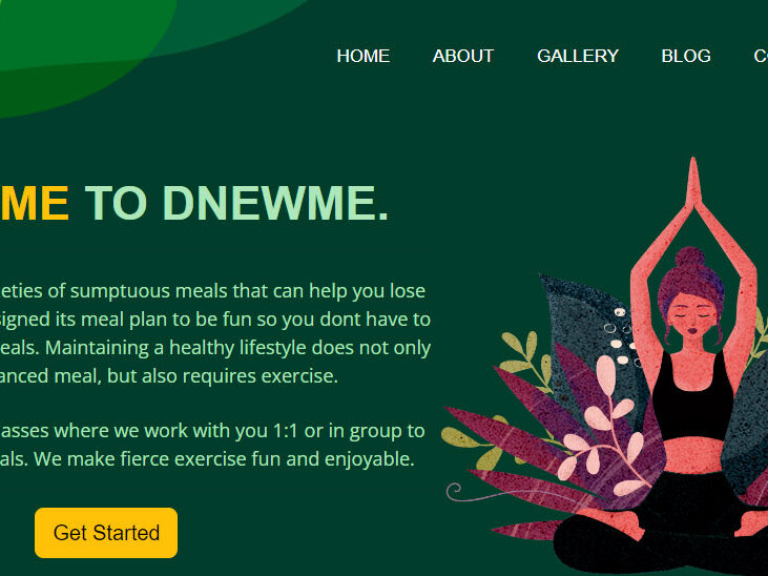 HOME ABOUT GALLERY BLOG
ME TO DNEWME.
eties of sumptuous meals that can help you lose
signed its meal plan to be fun so you dont have to
eals. Maintaining a healthy lifestyle does not only
anced meal, but also requires exercise.
asses where we work with you 1:1 or in group to
als. We make fierce exercise fun and enjoyable.
Get Started